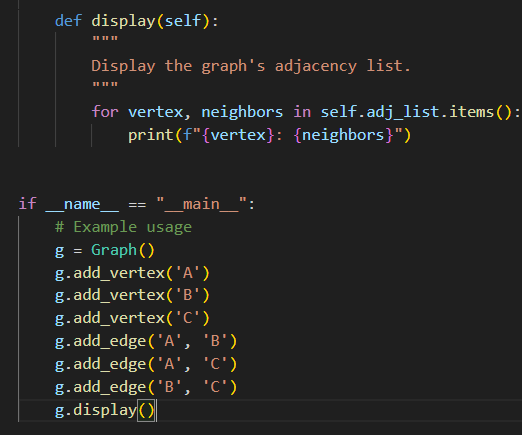 def display(self):
"""
Display the graph's adjacency list.
"""
for vertex, neighbors in self.adj_list.items():
print(f"{vertex}: {neighbors}")
if __name__ == "__main__":
# Example usage
g = Graph()
g.add_vertex('A')
g.add_vertex('B')
g.add_vertex('C')
g.add_edge('A', 'B')
g.add_edge('A', 'C')
g.add_edge('B', 'C')
g.display()